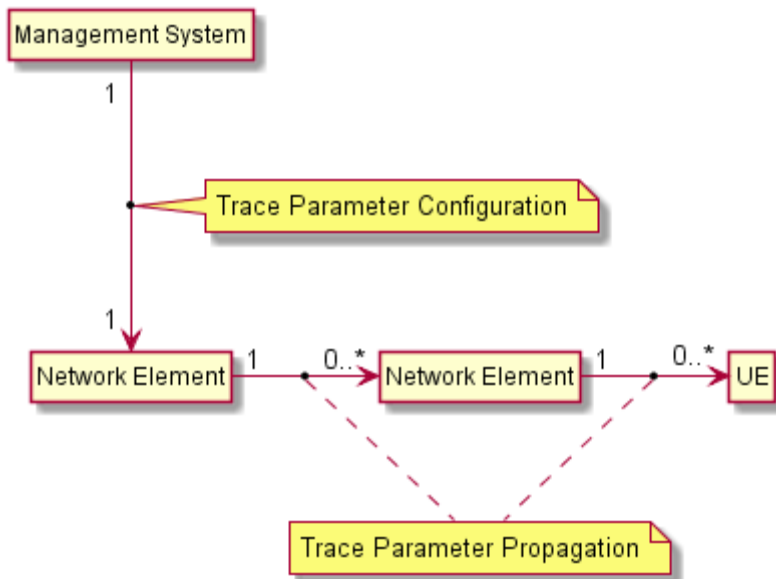 Management System
1
Trace Parameter Configuration
1
Network Element
1
0..*
Network Element
1
0..*
UE
Trace Parameter Propagation